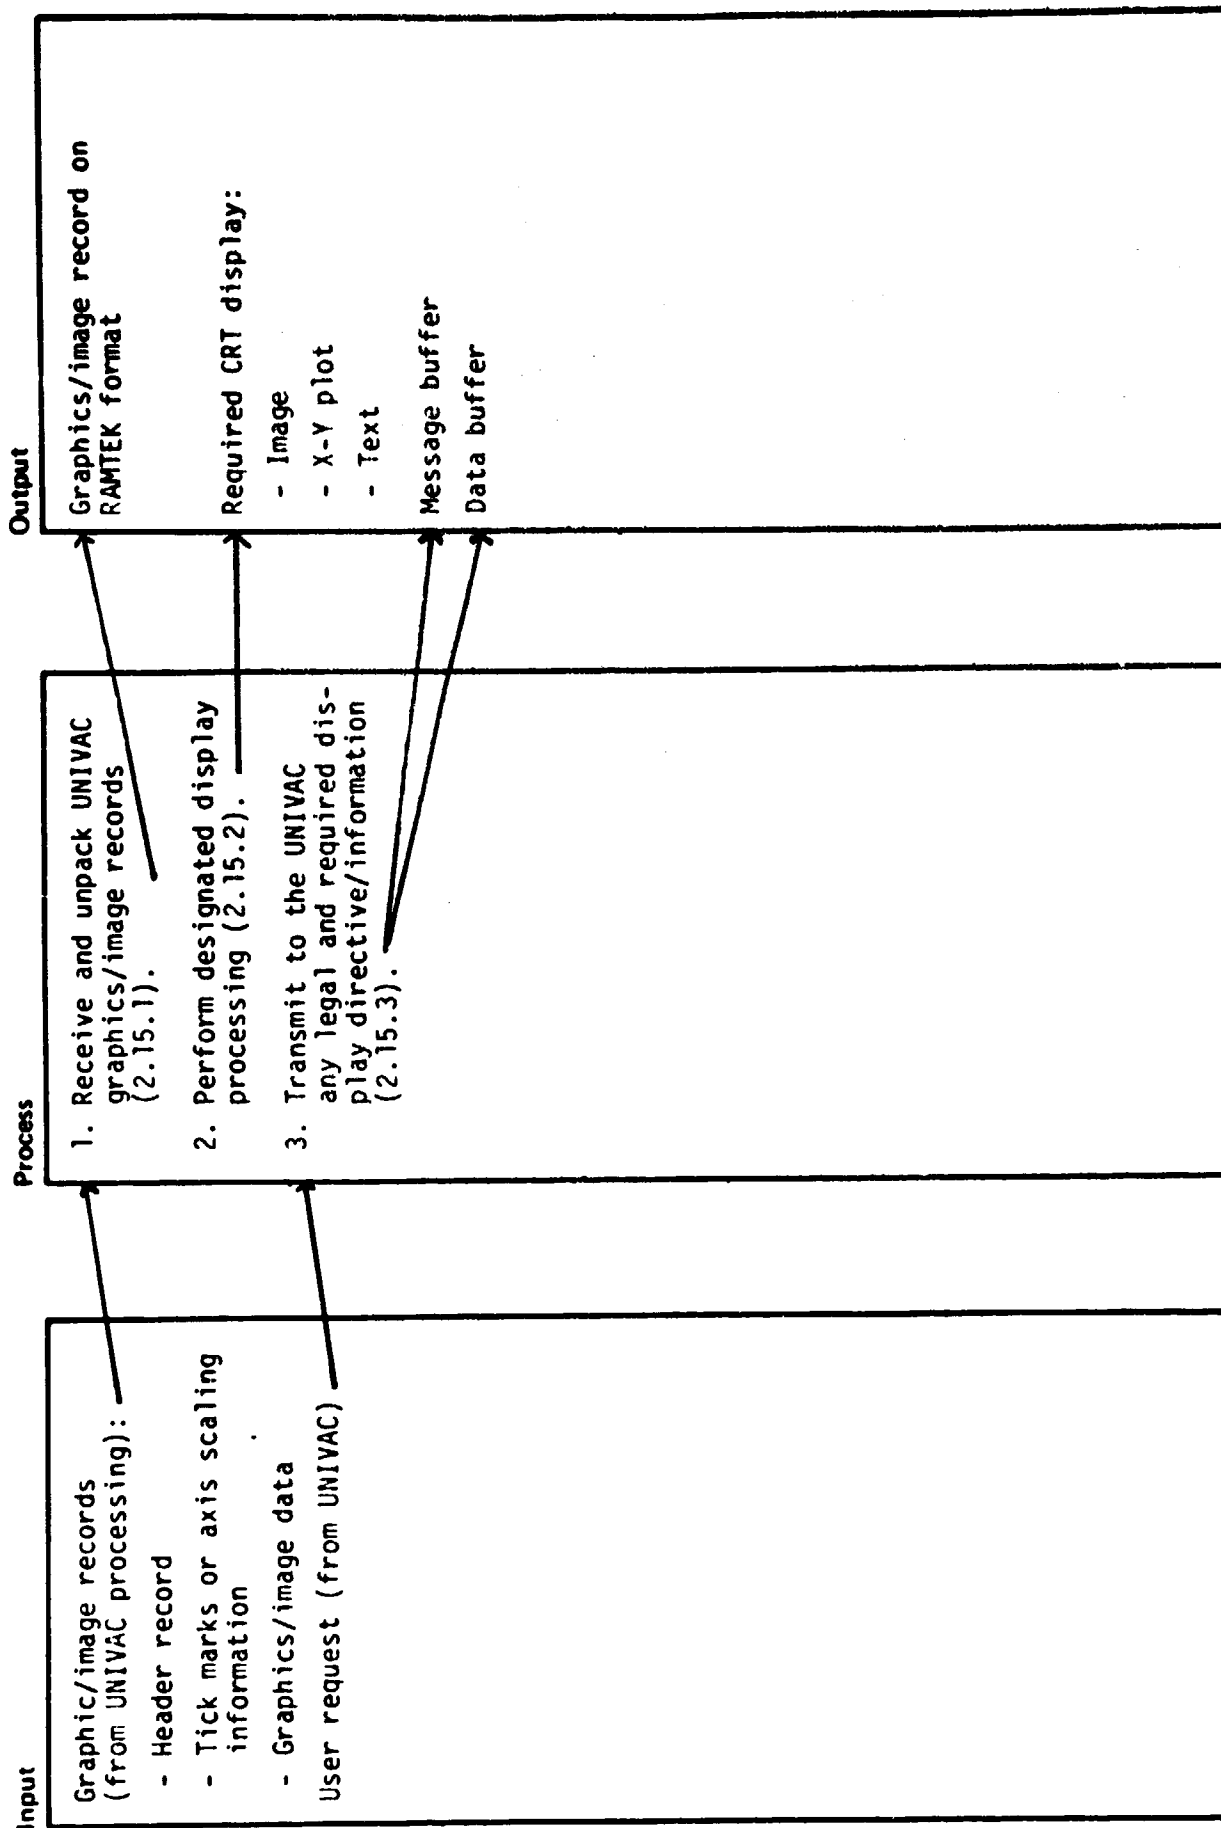 Input
Graphic/image records
(from UNIVAC processing):
- Header record
- Tick marks or axis scaling
information
- Graphics/image data
User request (from UNIVAC)
Process
1. Receive and unpack UNIVAC
graphics/image records
(2.15.1).
2. Perform designated display
processing (2.15.2).
3. Transmit to the UNIVAC
any legal and required dis-
play directive/information
(2.15.3).
Output
Graphics/image record on
RAMTEK format
Required CRT display:
- Image
- X-Y plot
- Text
Message buffer
Data buffer